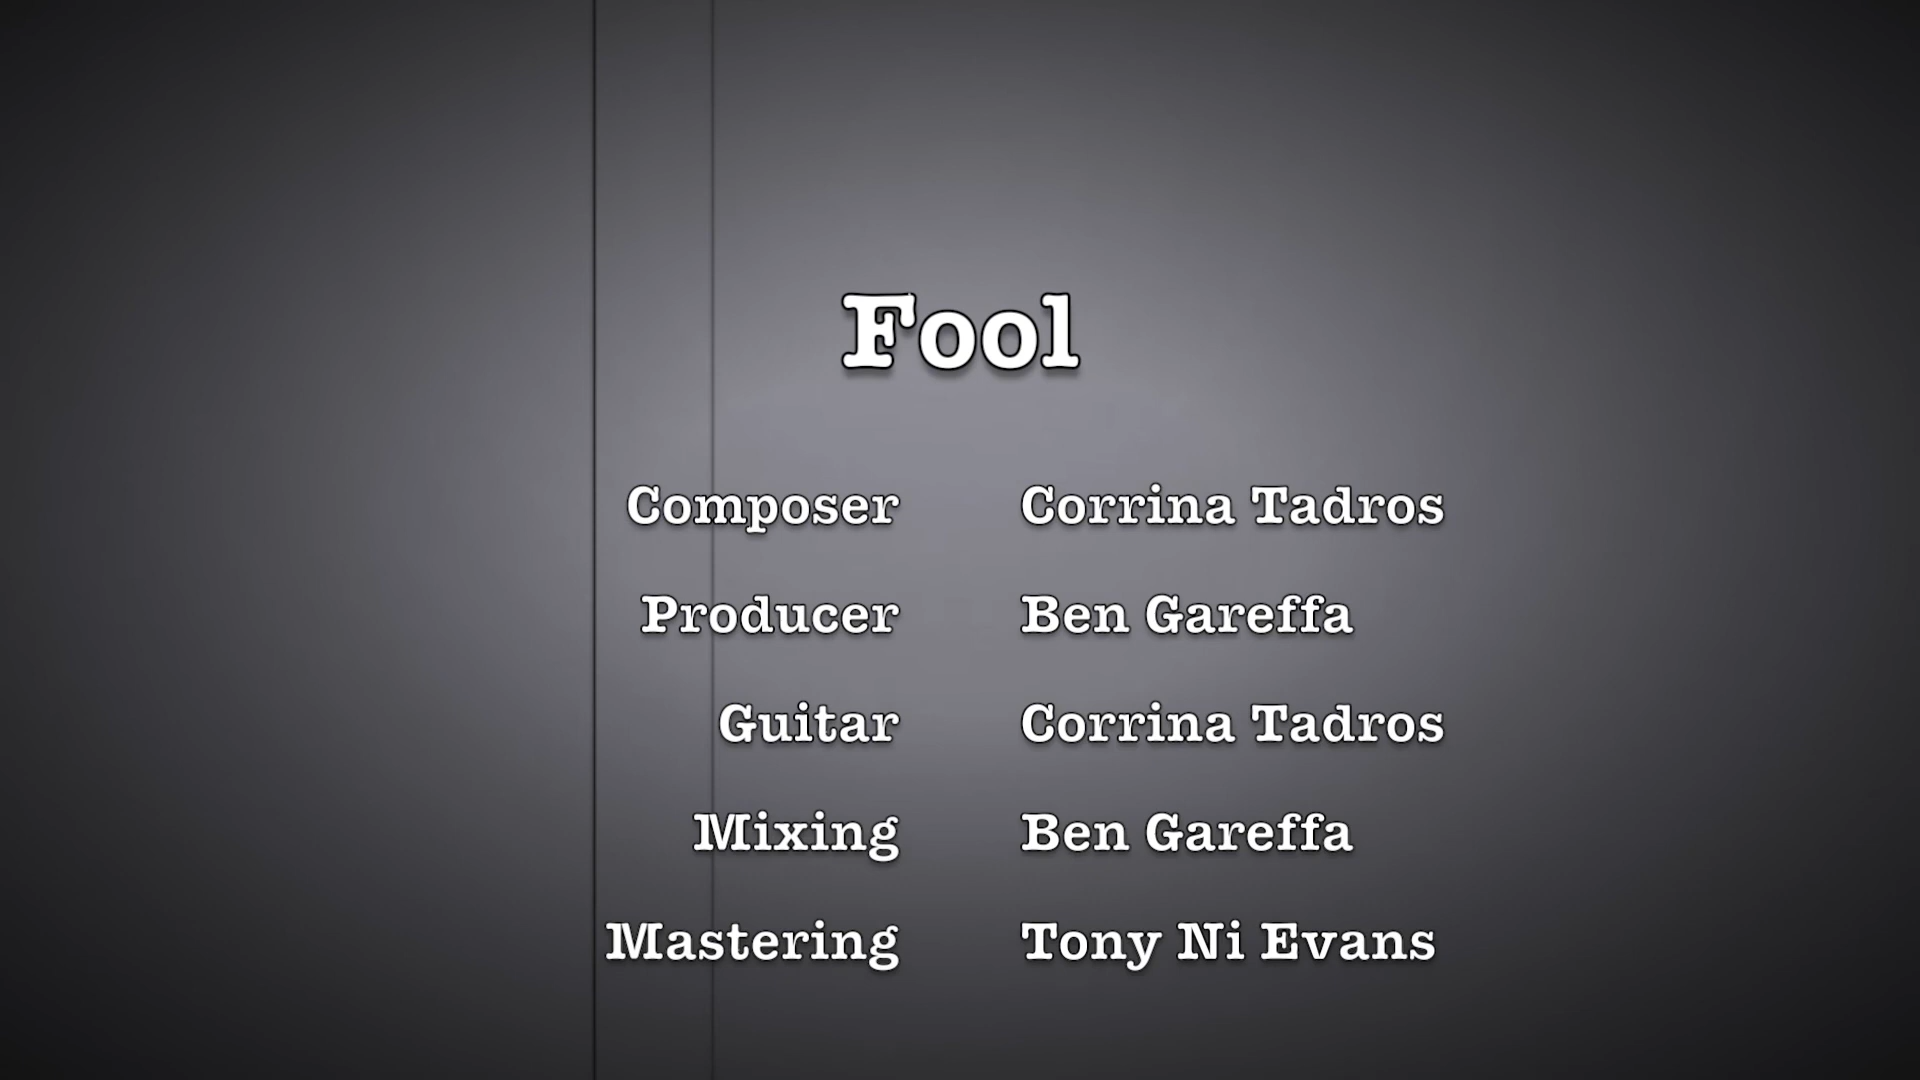 Fool
Composer Corrina Tadros
Producer Ben Gareffa
Guitar Corrina Tadros
Mixing Ben Gareffa
Mastering Tony Ni Evans